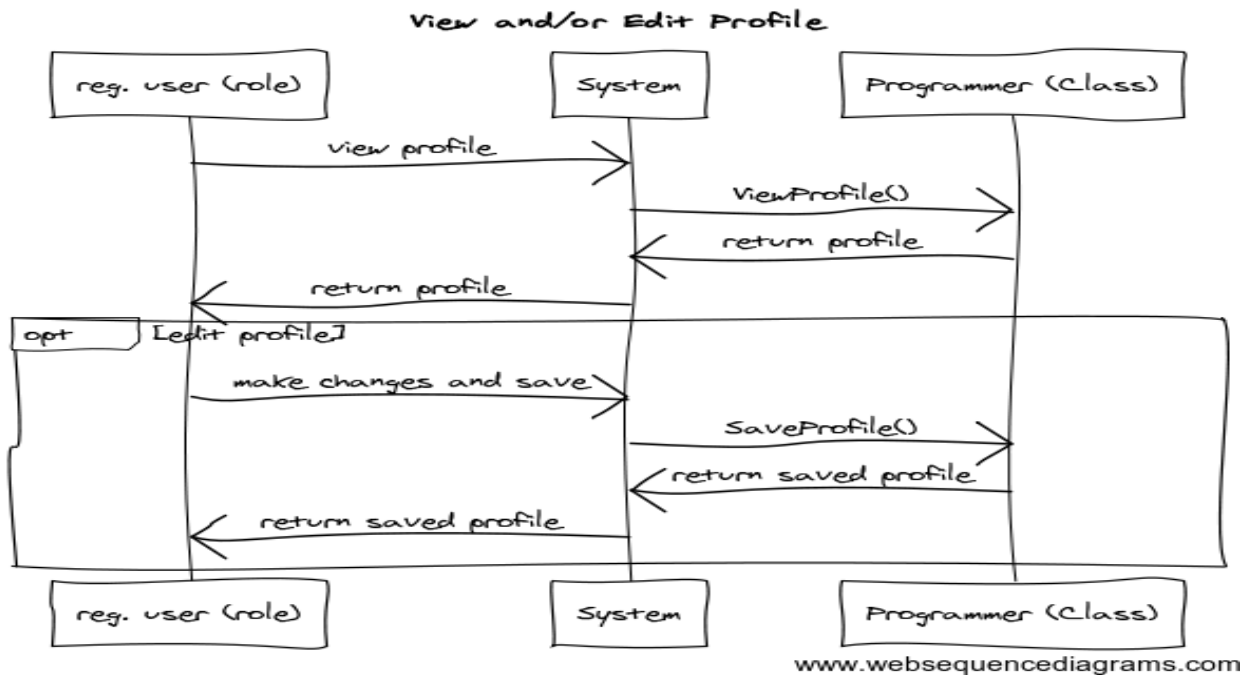 View and/or Edit Profile
reg. user (role)
System
Programmer (Class)
view profile
ViewProfile()
return profile
return profile
opt
[edit profile]
make changes and save
SaveProfile()
return saved profile
return saved profile
reg. user (role)
System
Programmer (Class)
www.websequencediagrams.com